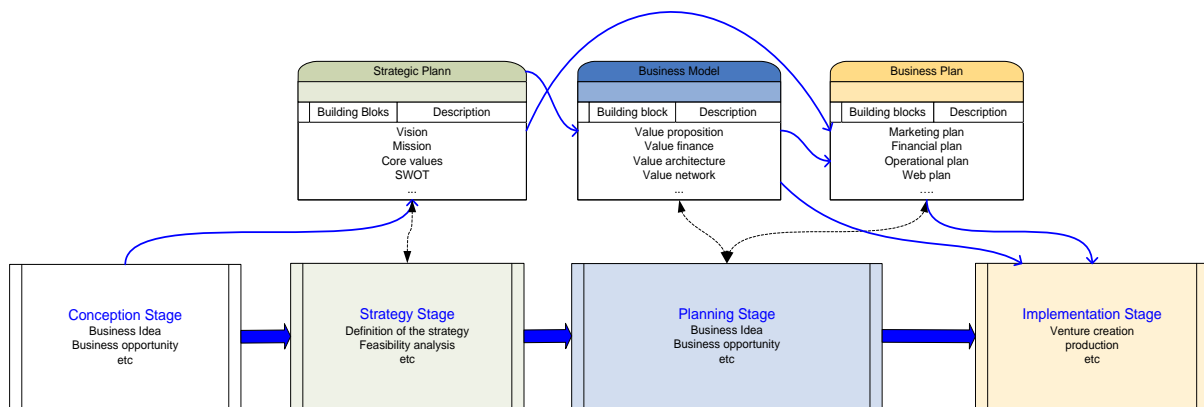 Strategic Plann
Building Bloks
Description
Vision
Mission
Core values
SWOT
...
Business Model
Building block
Description
Value proposition
Value finance
Value architecture
Value network
...
Business Plan
Building blocks
Description
Marketing plan
Financial plan
Operational plan
Web plan
....
Conception Stage
Business Idea
Business opportunity
etc
Strategy Stage
Definition of the strategy
Feasibility analysis
etc
Planning Stage
Business Idea
Business opportunity
etc
Implementation Stage
Venture creation
production
etc